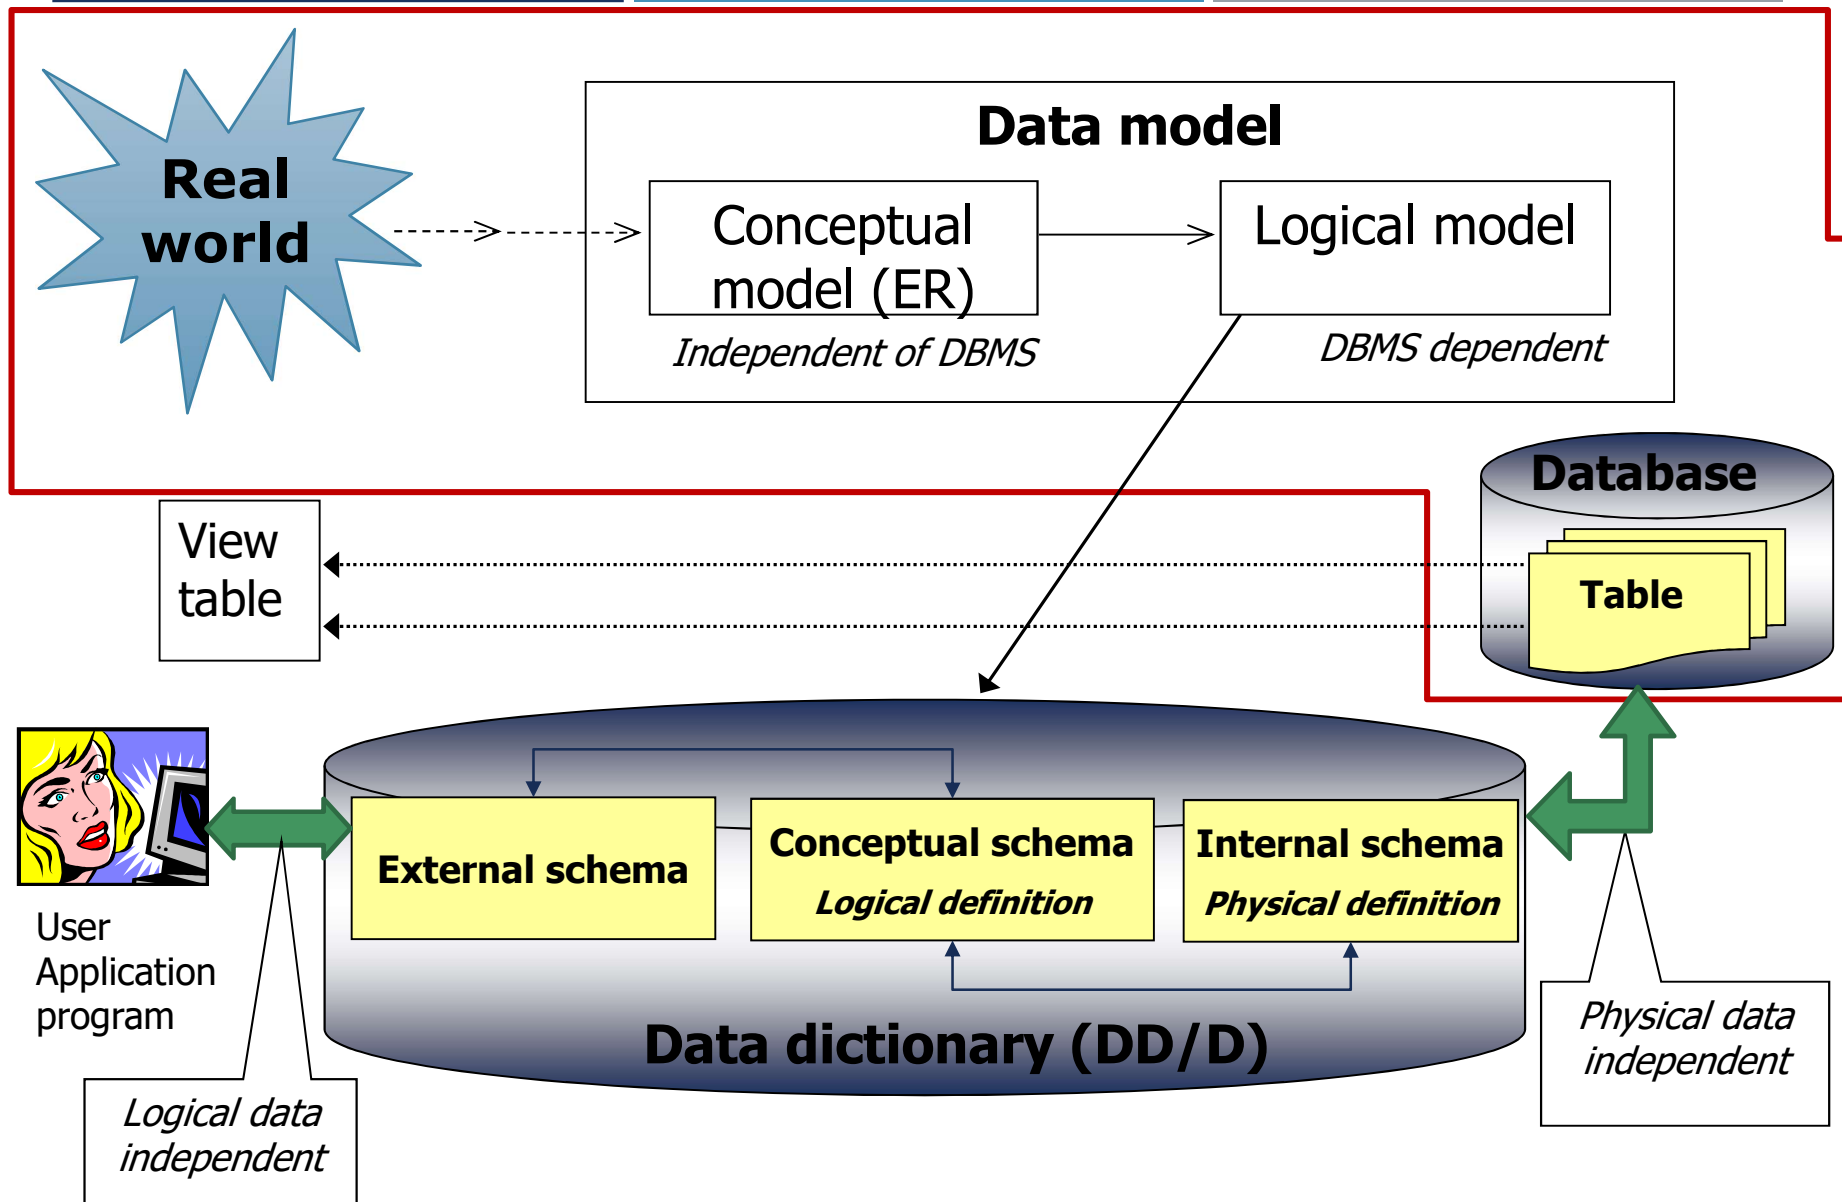 Real
world
Data model
Conceptual
model (ER)
Independent of DBMS
Logical model
DBMS dependent
View
table
Database
Table
User
Application
program
External schema
Conceptual schema
Logical definition
Internal schema
Physical definition
Data dictionary (DD/D)
Logical data
independent
Physical data
independent